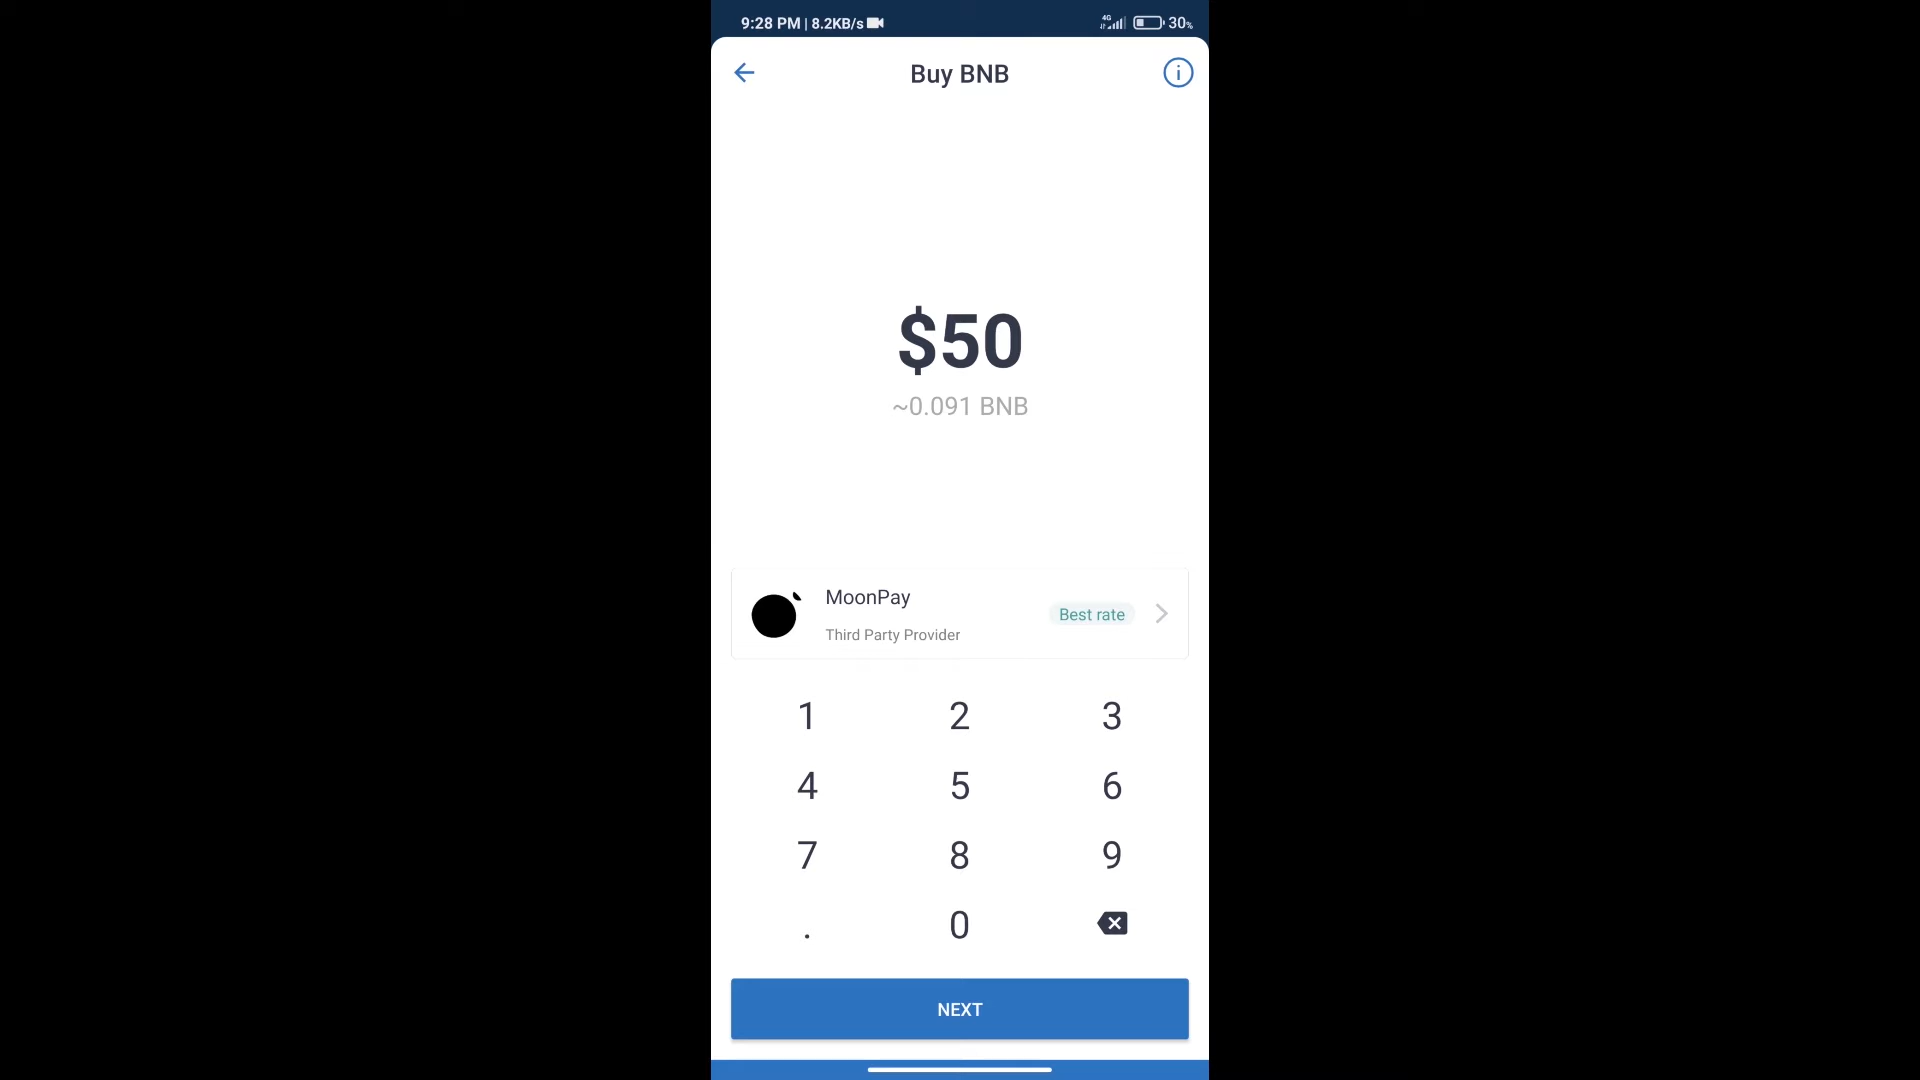 9:28 PM | 8.2KB/s 4G 30%
Buy BNB
$50
~0.091 BNB
MoonPay
Third Party Provider
Best rate
1 2 3
4 5 6
7 8 9
. 0
NEXT